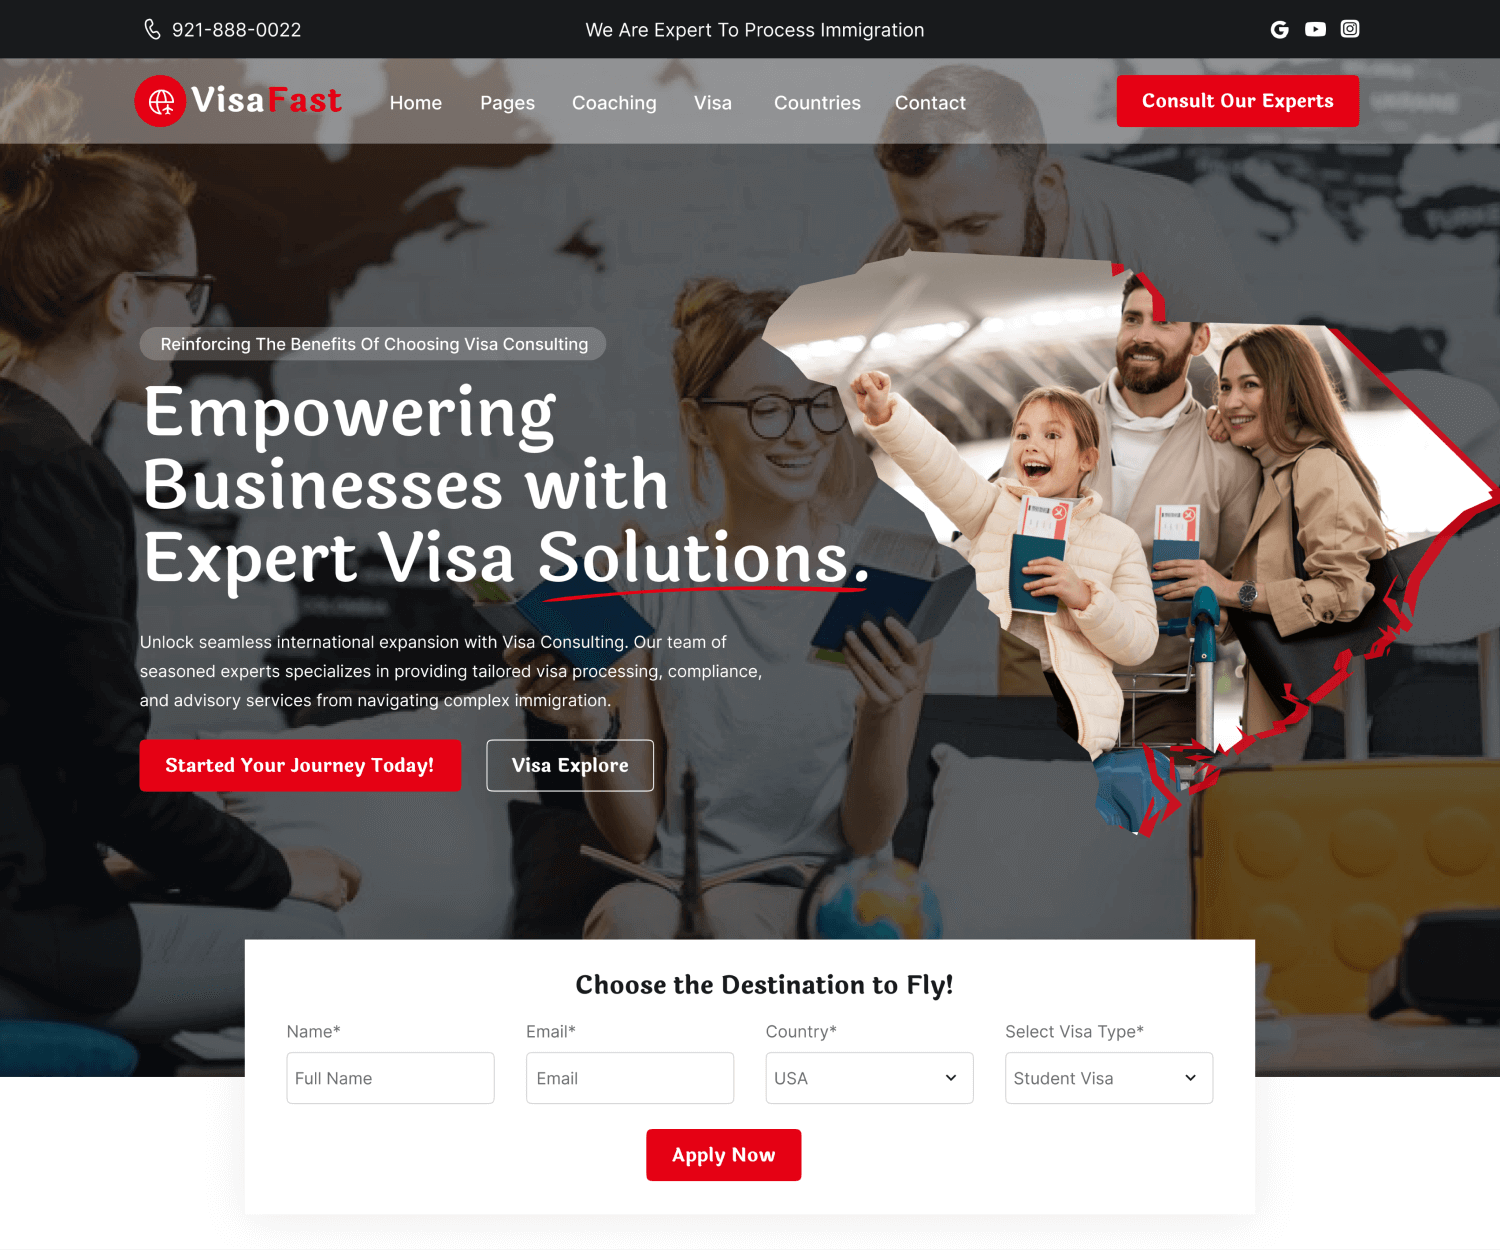 921-888-0022
We Are Expert To Process Immigration
VisaFast
Home
Pages
Coaching
Visa
Countries
Contact
Consult Our Experts
Reinforcing The Benefits Of Choosing Visa Consulting
Empowering
Businesses with
Expert Visa Solutions.
Unlock seamless international expansion with Visa Consulting. Our team of
seasoned experts specializes in providing tailored visa processing, compliance,
and advisory services from navigating complex immigration.
Started Your Journey Today!
Visa Explore
Choose the Destination to Fly!
Name*
Email*
Country*
Select Visa Type*
Full Name
Email
USA
Student Visa
Apply Now